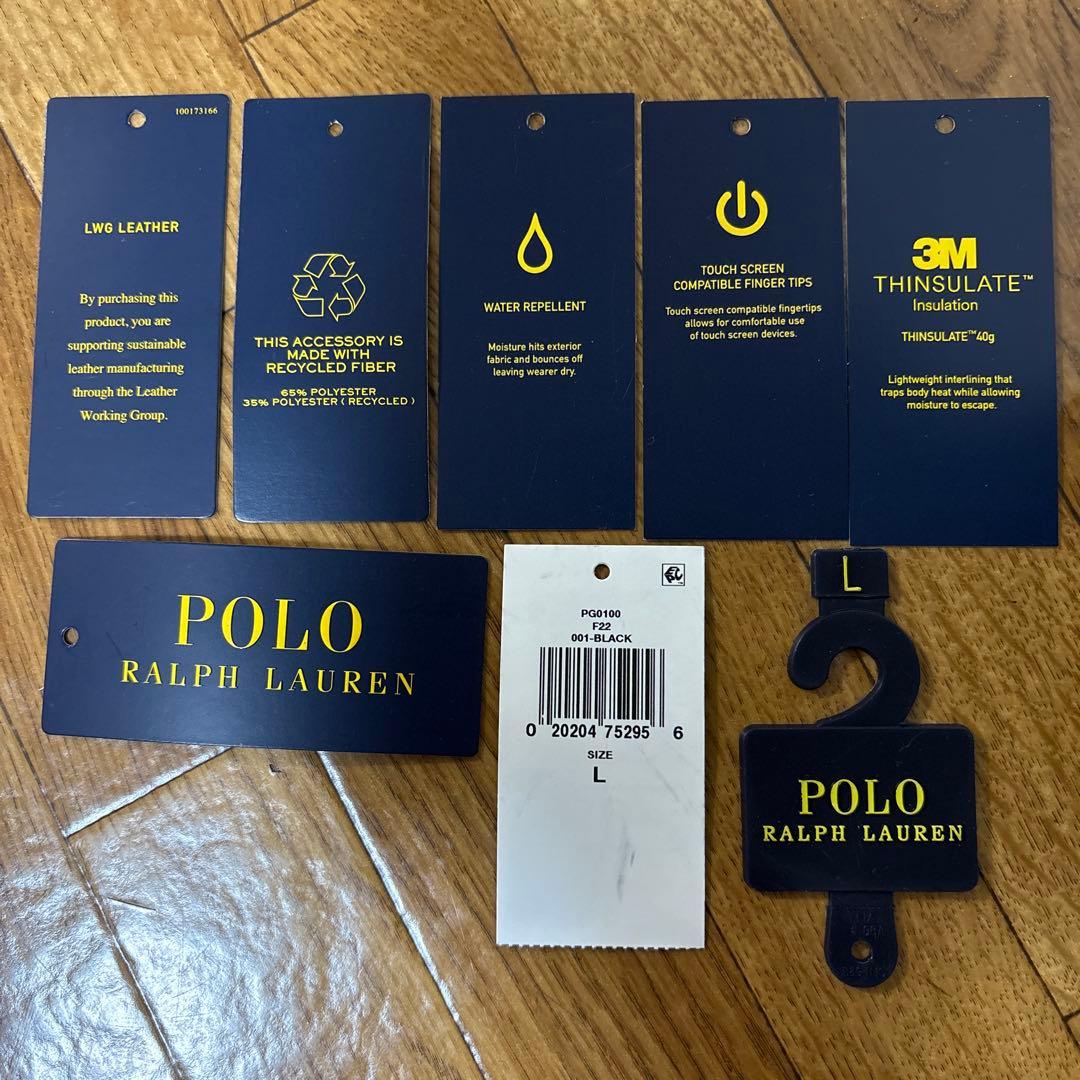 100173166
LWG LEATHER
By purchasing this
product, you are
supporting sustainable
leather manufacturing
through the Leather
Working Group.
THIS ACCESSORY IS
MADE WITH
RECYCLED FIBER
65% POLYESTER
35% POLYESTER ( RECYCLED )
WATER REPELLENT
Moisture hits exterior
fabric and bounces off
leaving wearer dry.
TOUCH SCREEN
COMPATIBLE FINGER TIPS
Touch screen compatible fingertips
allows for comfortable use
of touch screen devices.
3M
THINSULATE™
Insulation
THINSULATE™40g
Lightweight interlining that
traps body heat while allowing
moisture to escape.
POLO
RALPH LAUREN
PG0100
F22
001-BLACK
0 20204 75295 6
SIZE
L
L
POLO
RALPH LAUREN